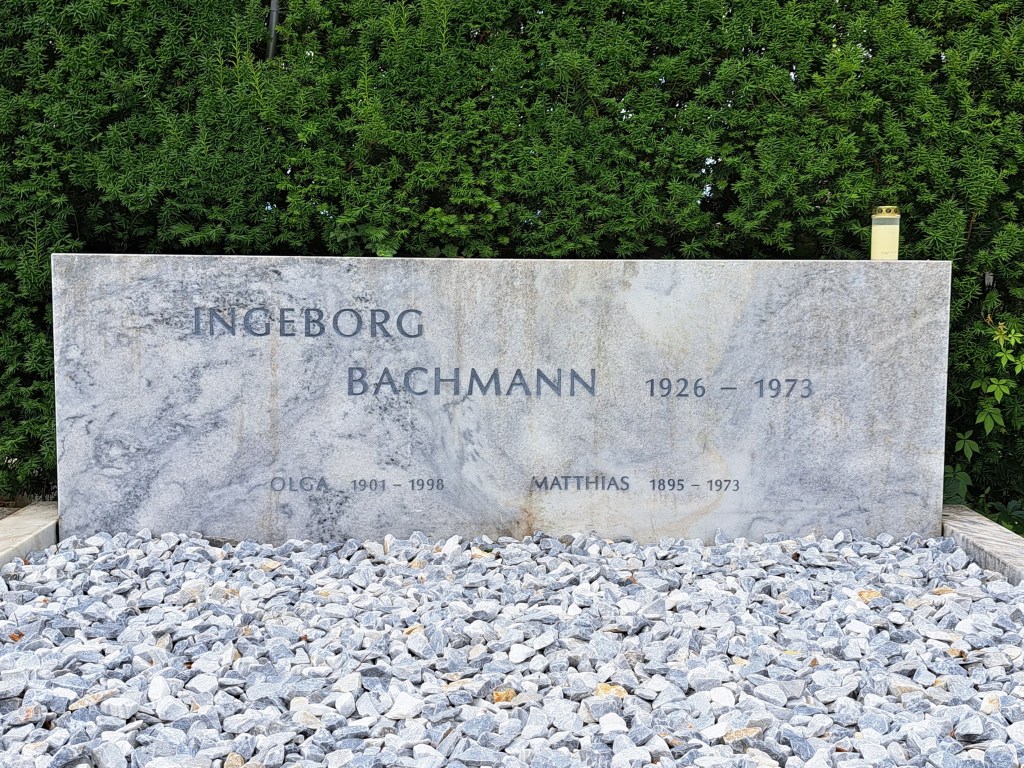 INGEBORG
BACHMANN 1926 – 1973
OLGA 1901 – 1998 MATTHIAS 1895 – 1973